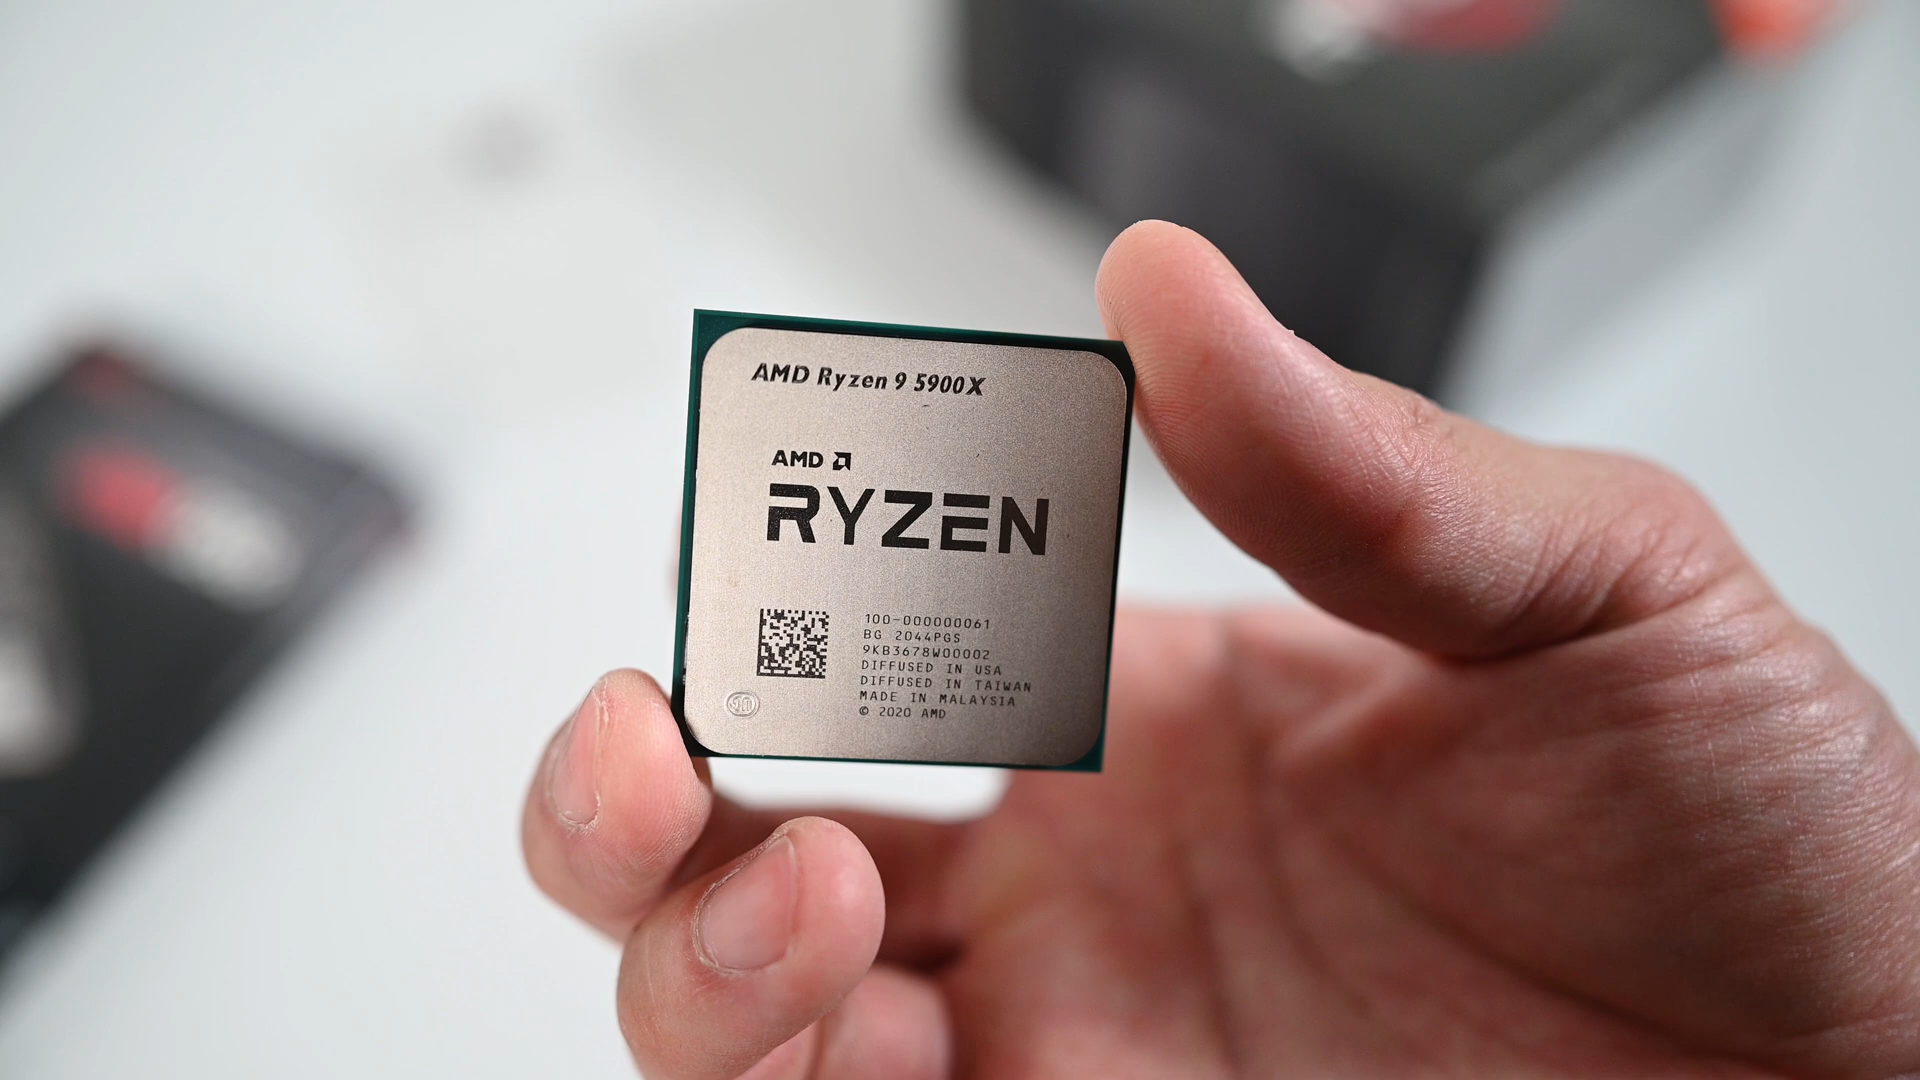 AMD Ryzen 9 5900X
AMD
RYZEN
100-000000061
BG 2044PGS
9KB3678W00002
DIFFUSED IN USA
DIFFUSED IN TAIWAN
MADE IN MALAYSIA
© 2020 AMD